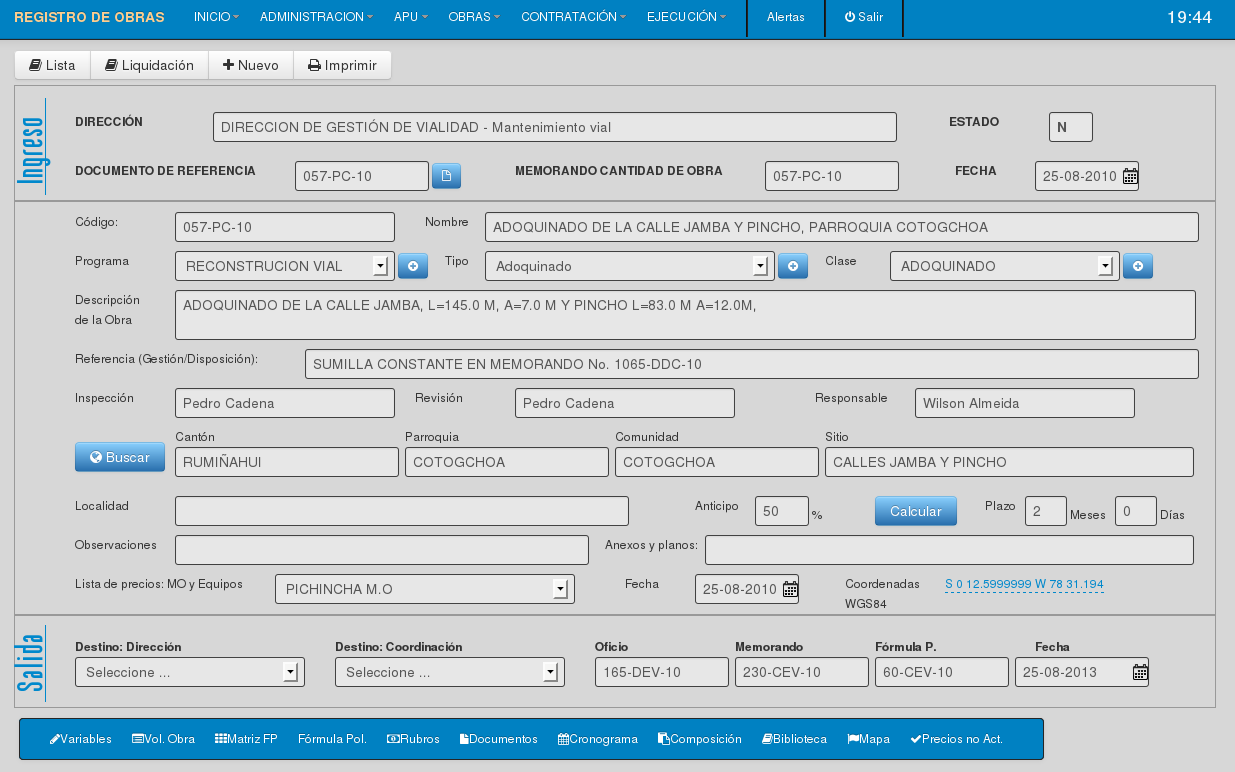 REGISTRO DE OBRAS INICIO ADMINISTRACION APU OBRAS CONTRATACIÓN EJECUCIÓN Alertas Salir 19:44
Lista Liquidación Nuevo Imprimir
Ingreso
DIRECCIÓN DIRECCION DE GESTIÓN DE VIALIDAD - Mantenimiento vial ESTADO N
DOCUMENTO DE REFERENCIA 057-PC-10 MEMORANDO CANTIDAD DE OBRA 057-PC-10 FECHA 25-08-2010
Código: 057-PC-10 Nombre ADOQUINADO DE LA CALLE JAMBA Y PINCHO, PARROQUIA COTOGCHOA
Programa RECONSTRUCION VIAL Tipo Adoquinado Clase ADOQUINADO
Descripción
de la Obra ADOQUINADO DE LA CALLE JAMBA, L=145.0 M, A=7.0 M Y PINCHO L=83.0 M A=12.0M,
Referencia (Gestión/Disposición): SUMILLA CONSTANTE EN MEMORANDO No. 1065-DDC-10
Inspección Pedro Cadena Revisión Pedro Cadena Responsable Wilson Almeida
Cantón Parroquia Comunidad Sitio
Buscar RUMIÑAHUI COTOGCHOA COTOGCHOA CALLES JAMBA Y PINCHO
Localidad Anticipo 50 % Calcular Plazo 2 Meses 0 Días
Observaciones Anexos y planos:
Lista de precios: MO y Equipos PICHINCHA M.O Fecha 25-08-2010 Coordenadas S 0 12.5999999 W 78 31.194
WGS84
Salida
Destino: Dirección Destino: Coordinación Oficio Memorando Fórmula P. Fecha
Seleccione ... Seleccione ... 165-DEV-10 230-CEV-10 60-CEV-10 25-08-2013
Variables Vol. Obra Matriz FP Fórmula Pol. Rubros Documentos Cronograma Composición Biblioteca Mapa Precios no Act.